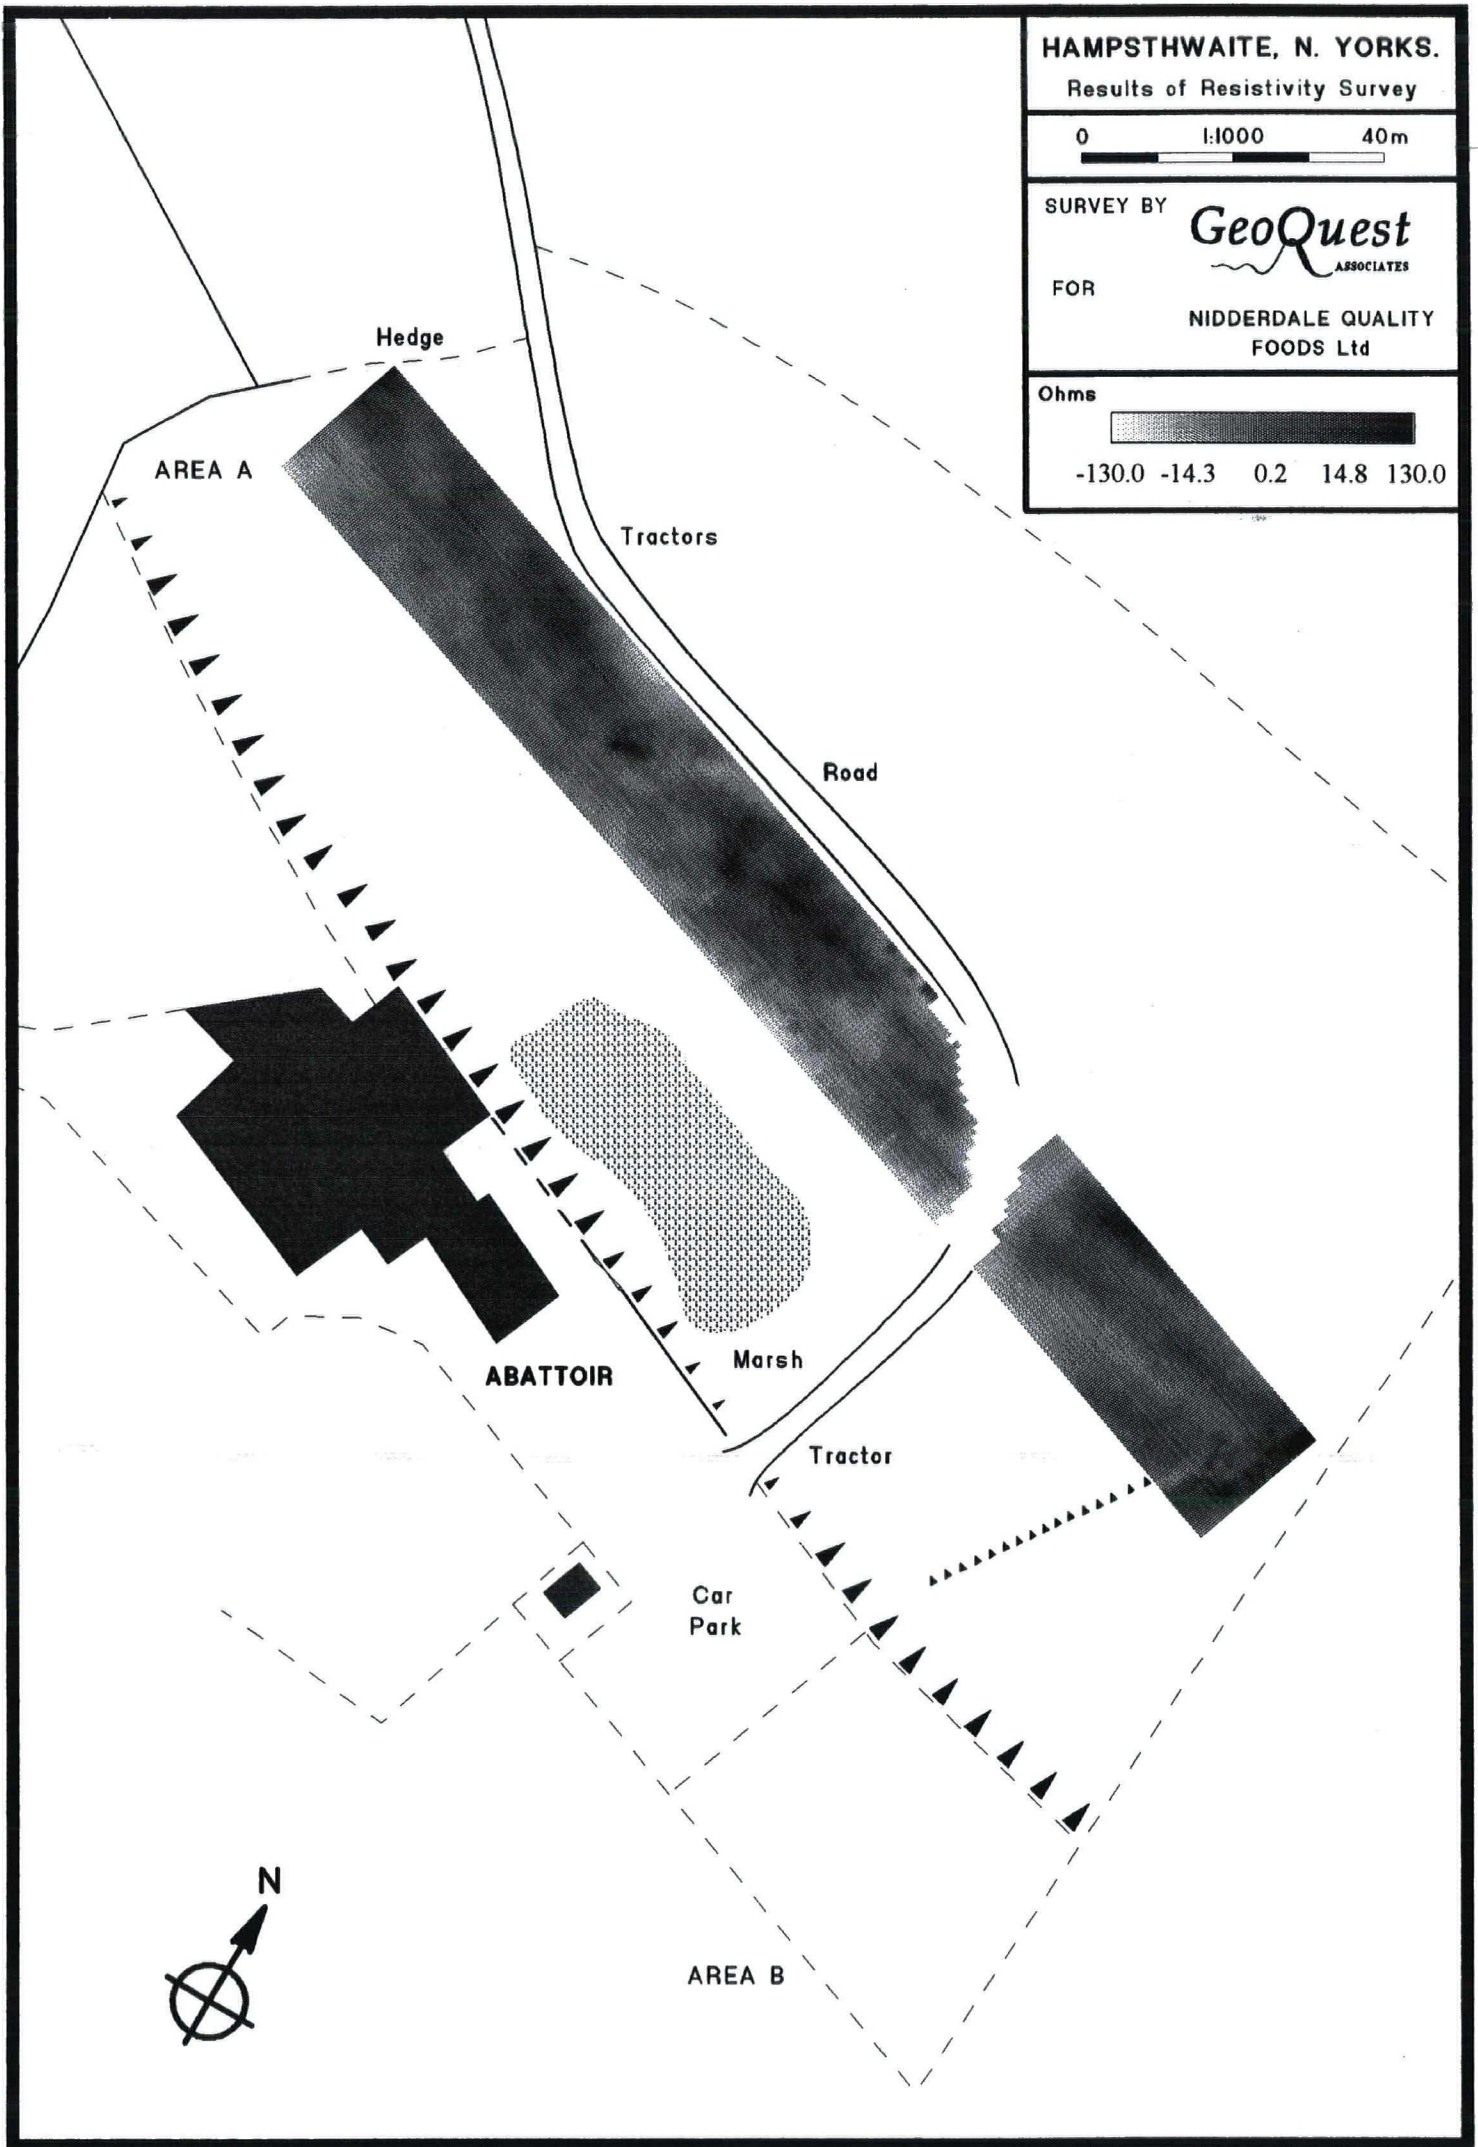 HAMPSTHWAITE, N. YORKS.
Results of Resistivity Survey
0 1:1000 40m
SURVEY BY
GeoQuest
ASSOCIATES
FOR
NIDDERDALE QUALITY
FOODS Ltd
Ohms
-130.0 -14.3 0.2 14.8 130.0
Hedge
AREA A
Tractors
Road
Marsh
ABATTOIR
Tractor
Car
Park
N
AREA B